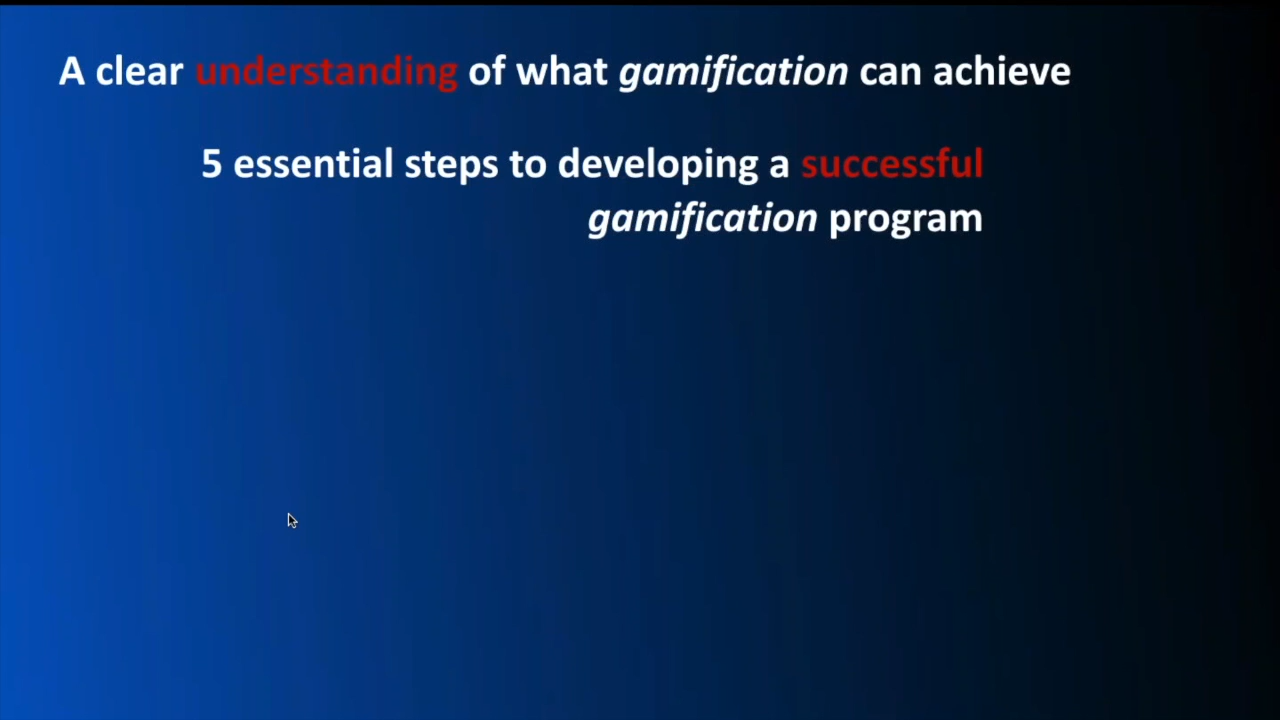 A clear understanding of what gamification can achieve
5 essential steps to developing a successful
gamification program